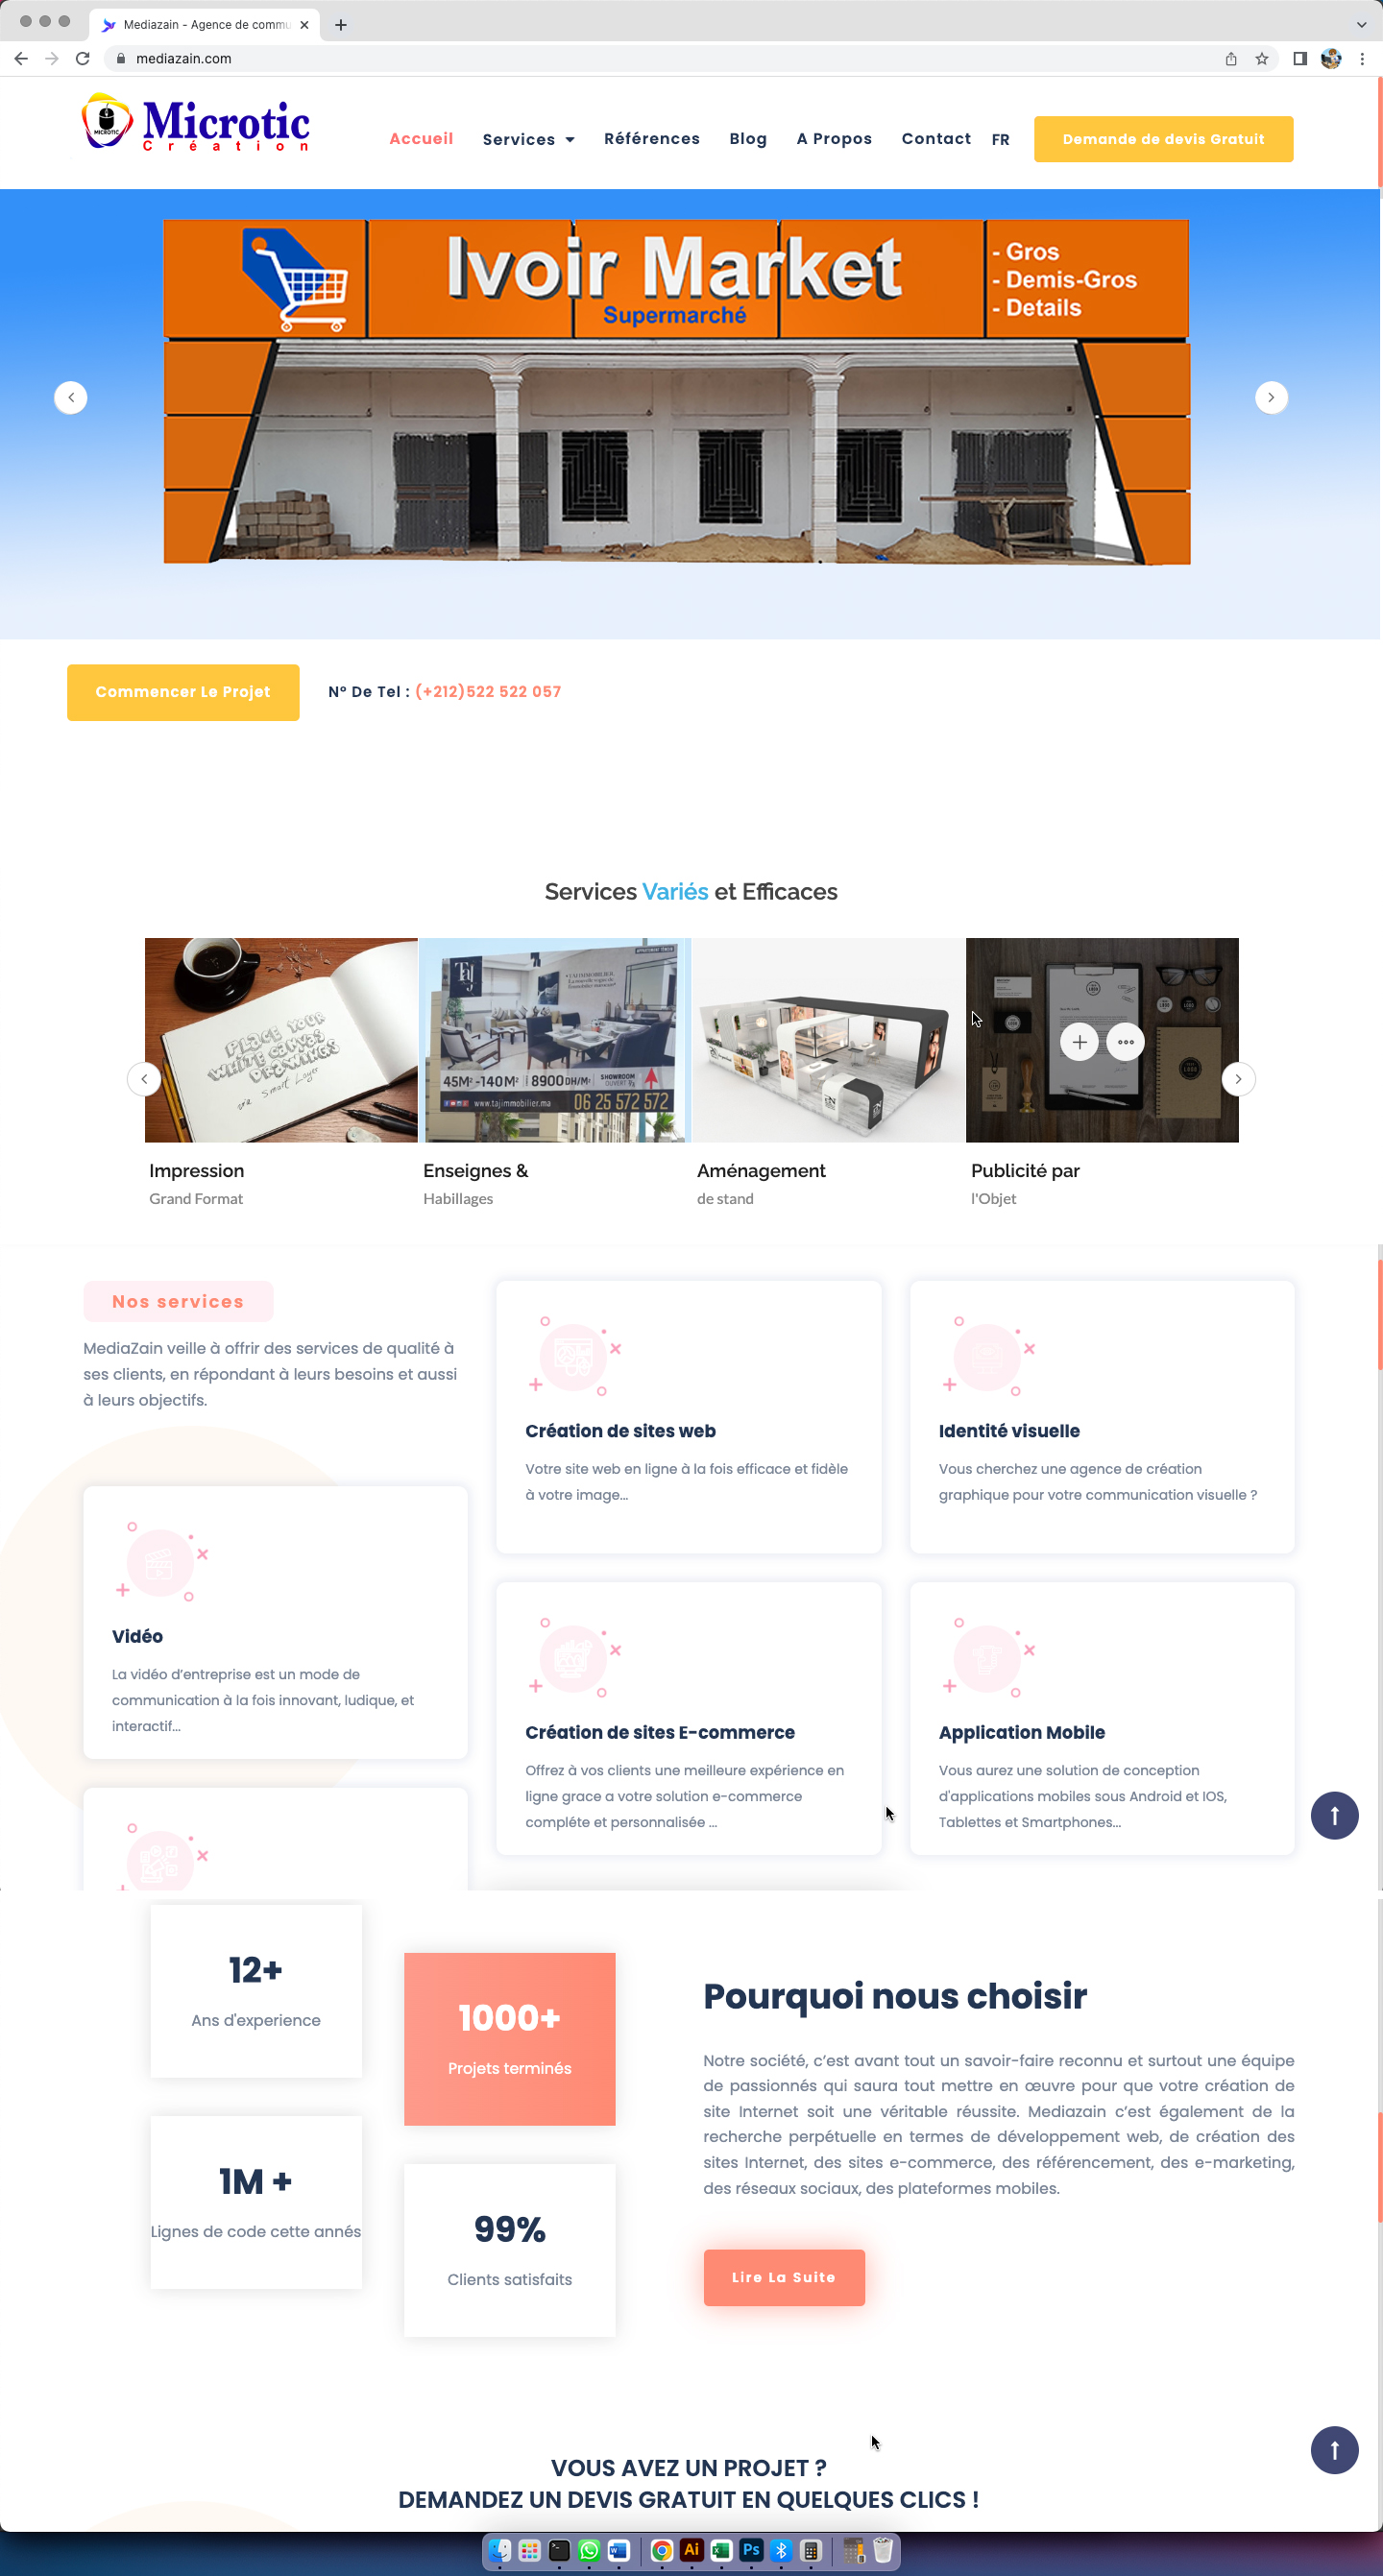 Mediazain - Agence de commu
mediazain.com
MICROTIC
Microtic
Création
Accueil
Services
Références
Blog
A Propos
Contact
FR
Demande de devis Gratuit
Ivoir Market
Supermarché
- Gros
- Demis-Gros
- Details
Commencer Le Projet
N° De Tel : (+212)522 522 057
Services Variés et Efficaces
PLACE YOUR
WHITE CANVES
DRAWINGS
Smart Layer
TAJ
45M² -140M²
8900DH/M²
SHOWROOM
www.tajimmobilier.ma
06 25 572 572
Impression
Grand Format
Enseignes &
Habillages
Aménagement
de stand
Publicité par
l'Objet
Nos services
MediaZain veille à offrir des services de qualité à
ses clients, en répondant à leurs besoins et aussi
à leurs objectifs.
Création de sites web
Votre site web en ligne à la fois efficace et fidèle
à votre image...
Identité visuelle
Vous cherchez une agence de création
graphique pour votre communication visuelle ?
Vidéo
La vidéo d’entreprise est un mode de
communication à la fois innovant, ludique, et
interactif...
Création de sites E-commerce
Offrez à vos clients une meilleure expérience en
ligne grace a votre solution e-commerce
compléte et personnalisée ...
Application Mobile
Vous aurez une solution de conception
d'applications mobiles sous Android et IOS,
Tablettes et Smartphones...
12+
Ans d'experience
1000+
Projets terminés
1M +
Lignes de code cette annés
99%
Clients satisfaits
Pourquoi nous choisir
Notre société, c’est avant tout un savoir-faire reconnu et surtout une équipe
de passionnés qui saura tout mettre en œuvre pour que votre création de
site Internet soit une véritable réussite. Mediazain c’est également de la
recherche perpétuelle en termes de développement web, de création des
sites Internet, des sites e-commerce, des référencement, des e-marketing,
des réseaux sociaux, des plateformes mobiles.
Lire La Suite
VOUS AVEZ UN PROJET ?
DEMANDEZ UN DEVIS GRATUIT EN QUELQUES CLICS !
Ai
Ps